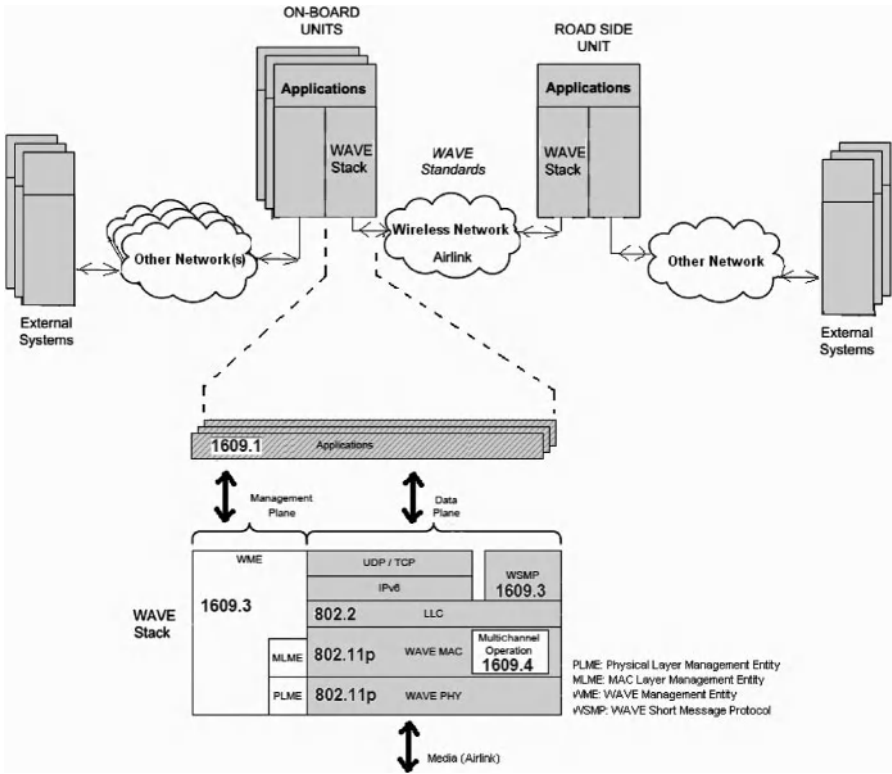 ON-BOARD
UNITS
ROAD SIDE
UNIT
Applications
Applications
WAVE
Stack
WAVE
Standards
WAVE
Stack
Other Network(s)
Wireless Network
Airlink
Other Network
External
Systems
External
Systems
1609.1 Applications
Management
Plane
Data
Plane
WAVE
Stack
WME
1609.3
UDP / TCP
IPv6
WSMP
1609.3
802.2 LLC
MLME
802.11p WAVE MAC
Multichannel
Operation
1609.4
PLME
802.11p WAVE PHY
PLME: Physical Layer Management Entity
MLME: MAC Layer Management Entity
WME: WAVE Management Entity
WSMP: WAVE Short Message Protocol
Media (Airlink)